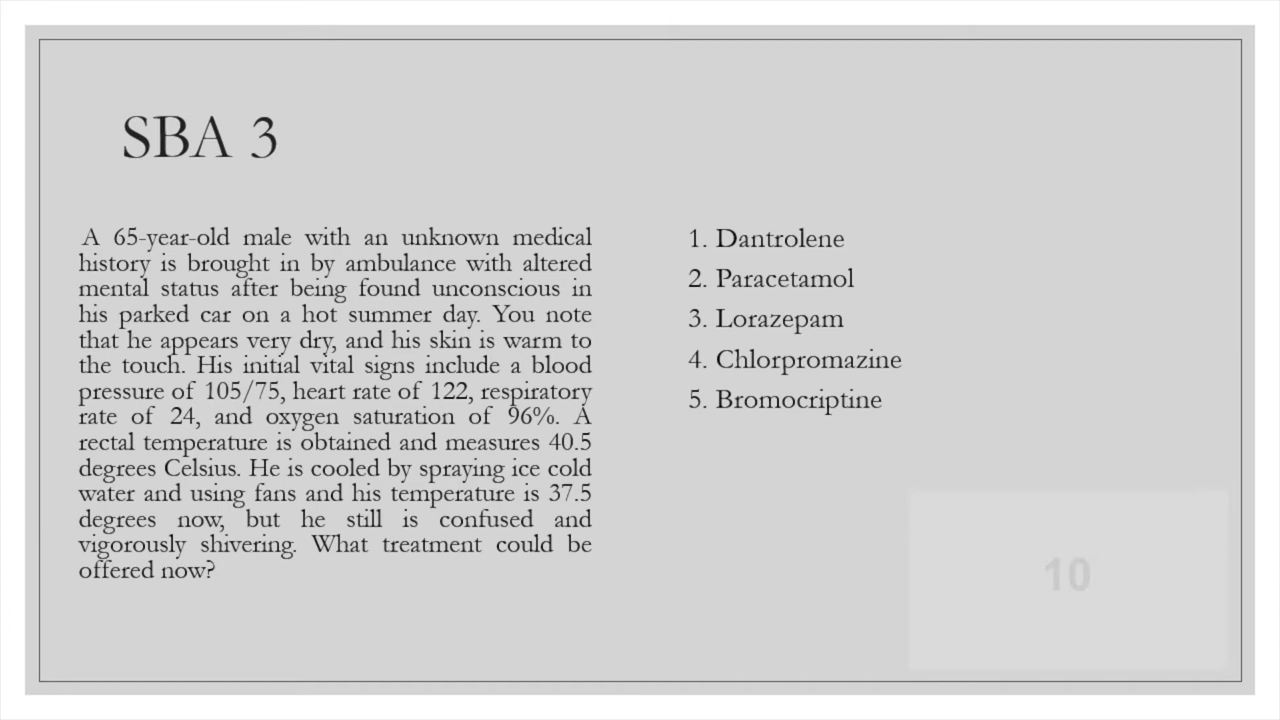 SBA 3
A 65-year-old male with an unknown medical
history is brought in by ambulance with altered
mental status after being found unconscious in
his parked car on a hot summer day. You note
that he appears very dry, and his skin is warm to
the touch. His initial vital signs include a blood
pressure of 105/75, heart rate of 122, respiratory
rate of 24, and oxygen saturation of 96%. A
rectal temperature is obtained and measures 40.5
degrees Celsius. He is cooled by spraying ice cold
water and using fans and his temperature is 37.5
degrees now, but he still is confused and
vigorously shivering. What treatment could be
offered now?
1. Dantrolene
2. Paracetamol
3. Lorazepam
4. Chlorpromazine
5. Bromocriptine
10